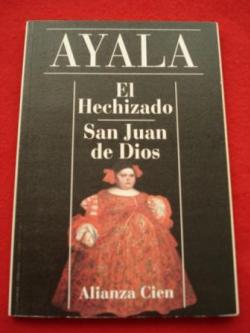 AYALA
El
Hechizado
San Juan
de Dios
Alianza Cien